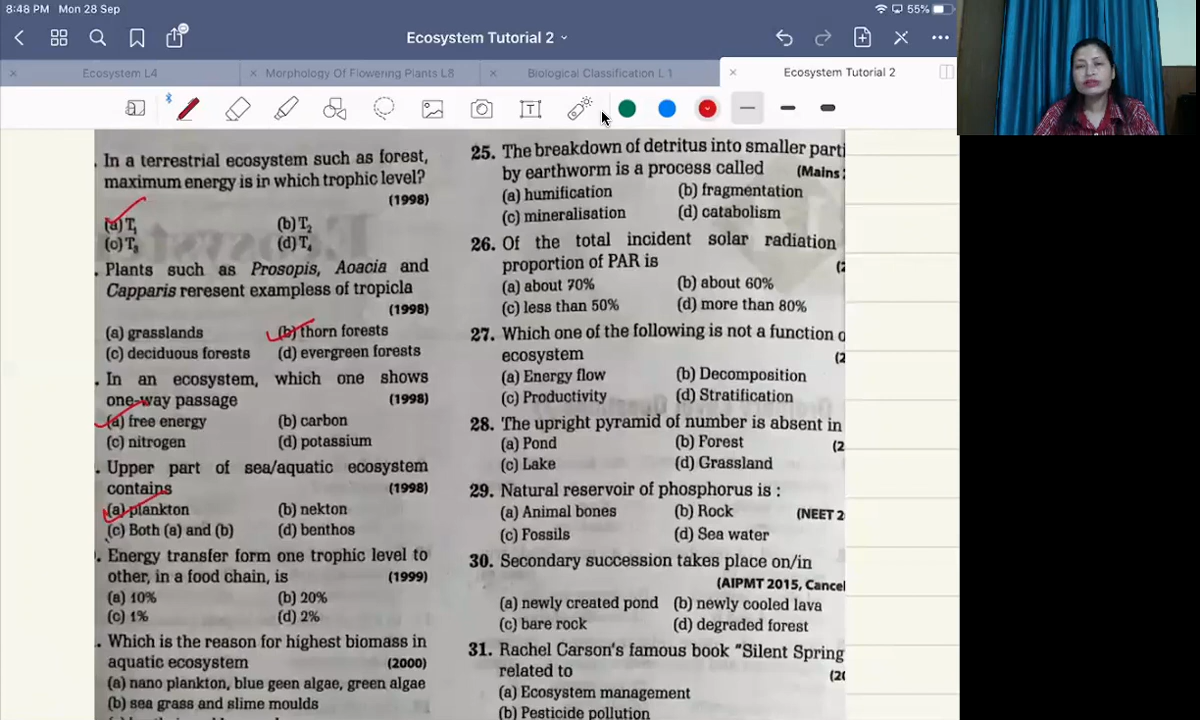 8:48 PM Mon 28 Sep
55%
Ecosystem Tutorial 2
Ecosystem L4
Morphology Of Flowering Plants L8
Biological Classification L 1
Ecosystem Tutorial 2
. In a terrestrial ecosystem such as forest,
maximum energy is in which trophic level?
(1998)
(a) T1 (b) T2
(c) T3 (d) T4
. Plants such as Prosopis, Aoacia and
Capparis reresent exampless of tropicla
(1998)
(a) grasslands (b) thorn forests
(c) deciduous forests (d) evergreen forests
. In an ecosystem, which one shows
one-way passage (1998)
(a) free energy (b) carbon
(c) nitrogen (d) potassium
. Upper part of sea/aquatic ecosystem
contains (1998)
(a) plankton (b) nekton
(c) Both (a) and (b) (d) benthos
. Energy transfer form one trophic level to
other, in a food chain, is (1999)
(a) 10% (b) 20%
(c) 1% (d) 2%
. Which is the reason for highest biomass in
aquatic ecosystem (2000)
(a) nano plankton, blue geen algae, green algae
(b) sea grass and slime moulds
25. The breakdown of detritus into smaller parti
by earthworm is a process called (Mains
(a) humification (b) fragmentation
(c) mineralisation (d) catabolism
26. Of the total incident solar radiation
proportion of PAR is
(a) about 70% (b) about 60%
(c) less than 50% (d) more than 80%
27. Which one of the following is not a function o
ecosystem (2
(a) Energy flow (b) Decomposition
(c) Productivity (d) Stratification
28. The upright pyramid of number is absent in
(a) Pond (b) Forest (2
(c) Lake (d) Grassland
29. Natural reservoir of phosphorus is :
(a) Animal bones (b) Rock (NEET 2
(c) Fossils (d) Sea water
30. Secondary succession takes place on/in
(AIPMT 2015, Cancel
(a) newly created pond (b) newly cooled lava
(c) bare rock (d) degraded forest
31. Rachel Carson's famous book "Silent Spring
related to (20
(a) Ecosystem management
(b) Pesticide pollution